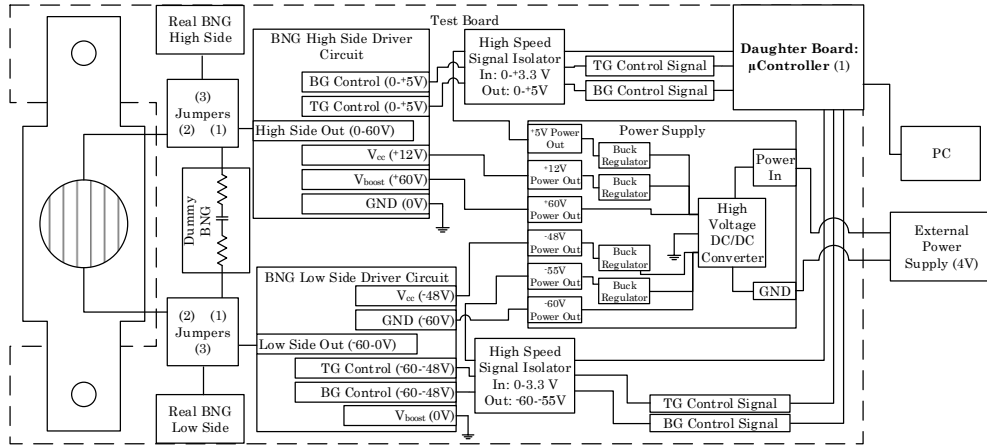 Test Board
Real BNG
High Side
BNG High Side Driver
Circuit
BG Control (0-⁺5V)
TG Control (0-⁺5V)
High Side Out (0-60V)
Vcc (⁺12V)
Vboost (⁺60V)
GND (0V)
High Speed
Signal Isolator
In: 0-⁺3.3 V
Out: 0-⁺5V
TG Control Signal
BG Control Signal
Daughter Board:
µController (1)
(3)
Jumpers
(2) (1)
Dummy
BNG
(2) (1)
Jumpers
(3)
Real BNG
Low Side
Power Supply
⁺5V Power
Out
Buck
Regulator
⁺12V
Power Out
Buck
Regulator
⁺60V
Power Out
-48V
Power Out
Buck
Regulator
-55V
Power Out
Buck
Regulator
-60V
Power Out
High
Voltage
DC/DC
Converter
Power
In
GND
PC
External
Power
Supply (4V)
BNG Low Side Driver Circuit
Vcc (-48V)
GND (-60V)
Low Side Out (-60-0V)
TG Control (-60--48V)
BG Control (-60--48V)
Vboost (0V)
High Speed
Signal Isolator
In: 0-3.3 V
Out: -60--55V
TG Control Signal
BG Control Signal